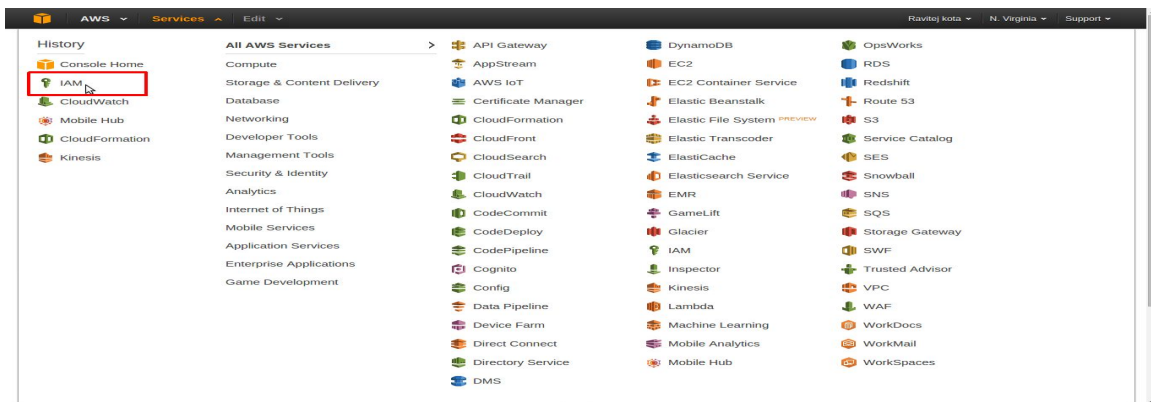 AWS Services Edit Ravitej kota N. Virginia Support
History
Console Home
IAM
CloudWatch
Mobile Hub
CloudFormation
Kinesis
All AWS Services >
Compute
Storage & Content Delivery
Database
Networking
Developer Tools
Management Tools
Security & Identity
Analytics
Internet of Things
Mobile Services
Application Services
Enterprise Applications
Game Development
API Gateway
AppStream
AWS IoT
Certificate Manager
CloudFormation
CloudFront
CloudSearch
CloudTrail
CloudWatch
CodeCommit
CodeDeploy
CodePipeline
Cognito
Config
Data Pipeline
Device Farm
Direct Connect
Directory Service
DMS
DynamoDB
EC2
EC2 Container Service
Elastic Beanstalk
Elastic File System PREVIEW
Elastic Transcoder
ElastiCache
Elasticsearch Service
EMR
GameLift
Glacier
IAM
Inspector
Kinesis
Lambda
Machine Learning
Mobile Analytics
Mobile Hub
OpsWorks
RDS
Redshift
Route 53
S3
Service Catalog
SES
Snowball
SNS
SQS
Storage Gateway
SWF
Trusted Advisor
VPC
WAF
WorkDocs
WorkMail
WorkSpaces